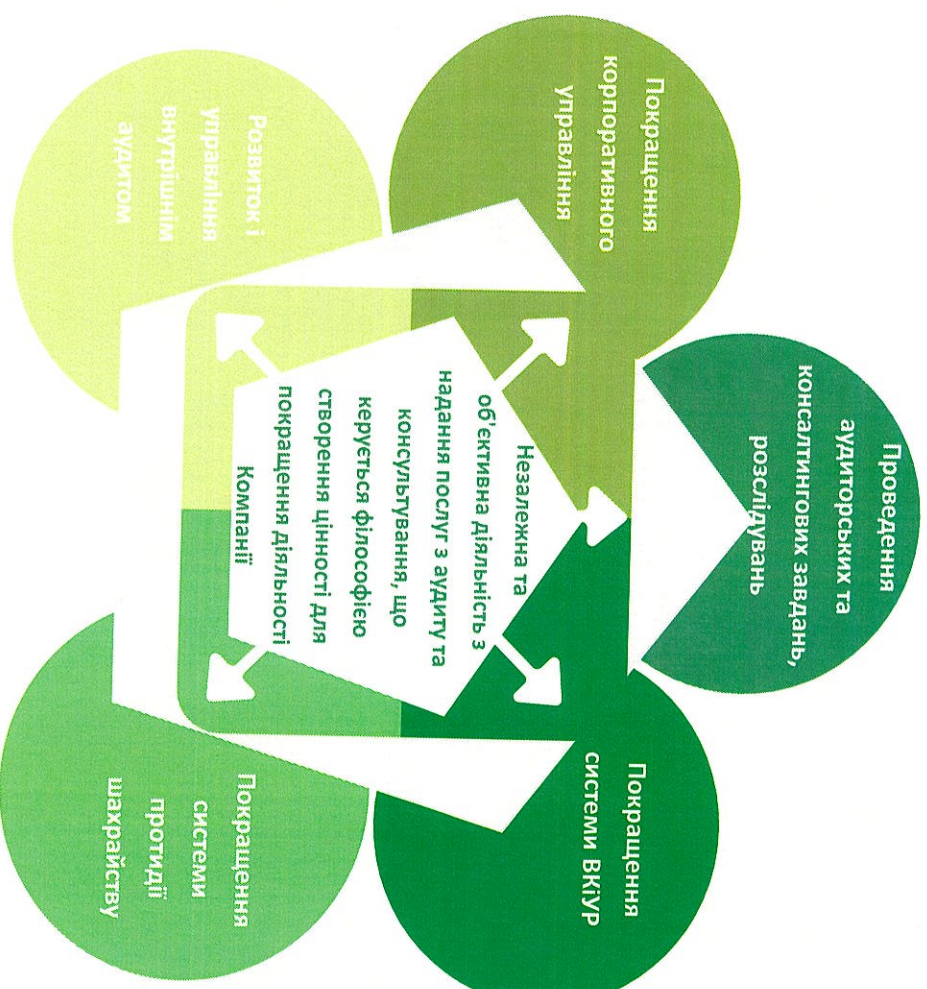 Проведення
аудиторських та
консалтингових завдань,
розслідувань
Покращення
корпоративного
управління
Покращення
системи ВКіУР
Незалежна та
об'єктивна діяльність з
надання послуг з аудиту та
консультування, що
керується філософією
створення цінності для
покращення діяльності
Компанії
Розвиток і
управління
внутрішнім
аудитом
Покращення
системи
протидії
шахрайству